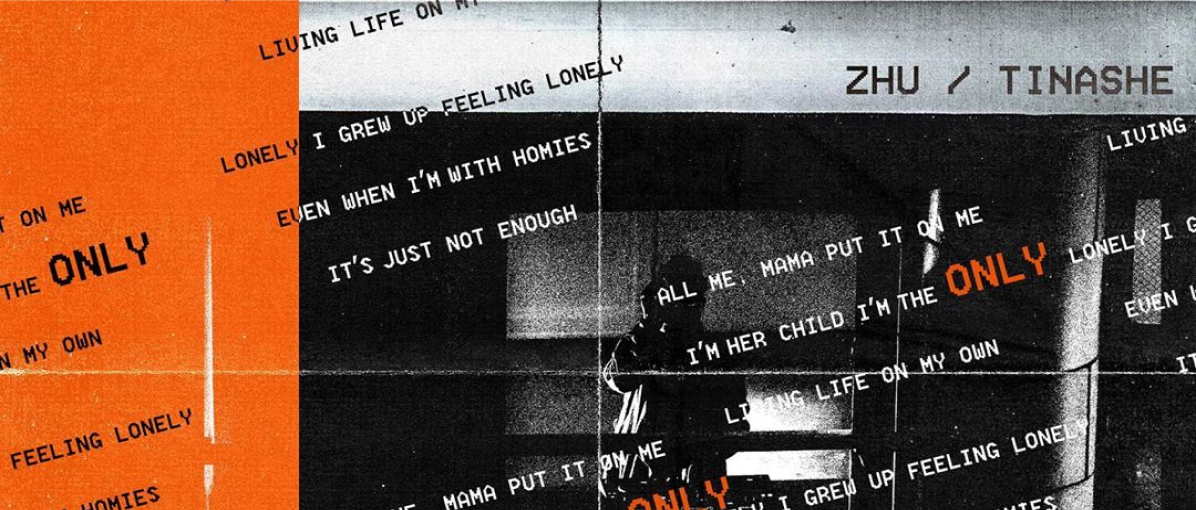 LIVING LIFE ON MY
ZHU / TINASHE
LONELY I GREW UP FEELING LONELY
EVEN WHEN I'M WITH HOMIES
IT'S JUST NOT ENOUGH
LIVING
ON ME
THE ONLY
MY OWN
FEELING LONELY
HOMIES
ALL ME, MAMA PUT IT ON ME
I'M HER CHILD I'M THE ONLY LONELY I
EVEN
LIVING LIFE ON MY OWN
MAMA PUT IT ON ME
ONLY
I GREW UP FEELING LONELY